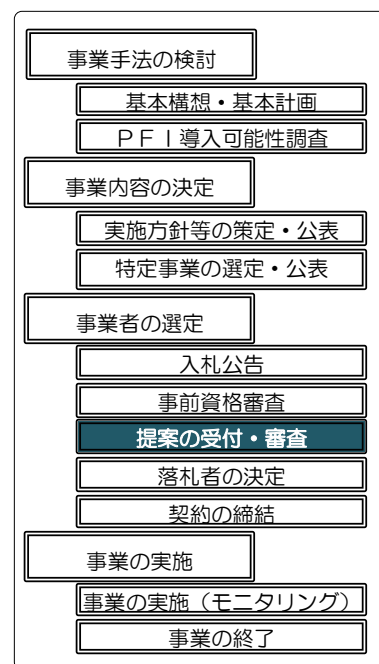 事業手法の検討
基本構想・基本計画
ＰＦＩ導入可能性調査
事業内容の決定
実施方針等の策定・公表
特定事業の選定・公表
事業者の選定
入札公告
事前資格審査
提案の受付・審査
落札者の決定
契約の締結
事業の実施
事業の実施（モニタリング）
事業の終了